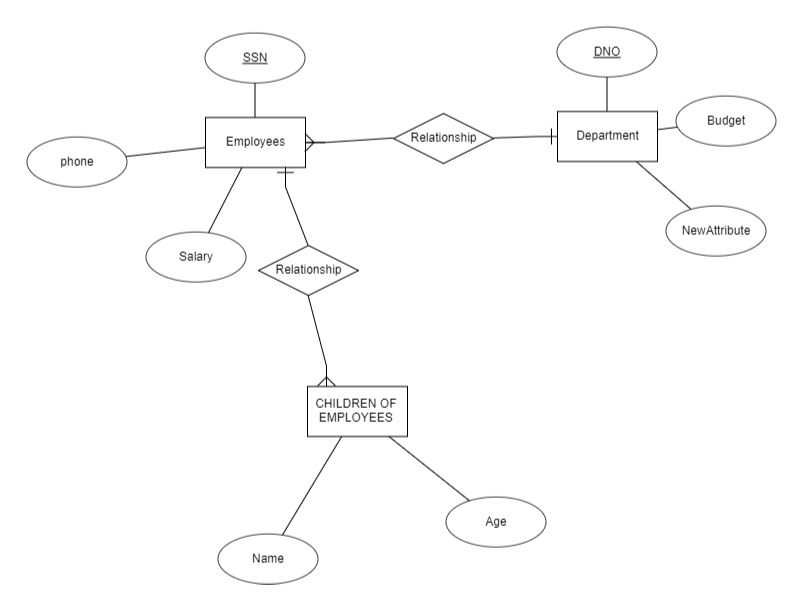 SSN
DNO
Employees
Relationship
Department
Budget
phone
NewAttribute
Salary
Relationship
CHILDREN OF
EMPLOYEES
Age
Name